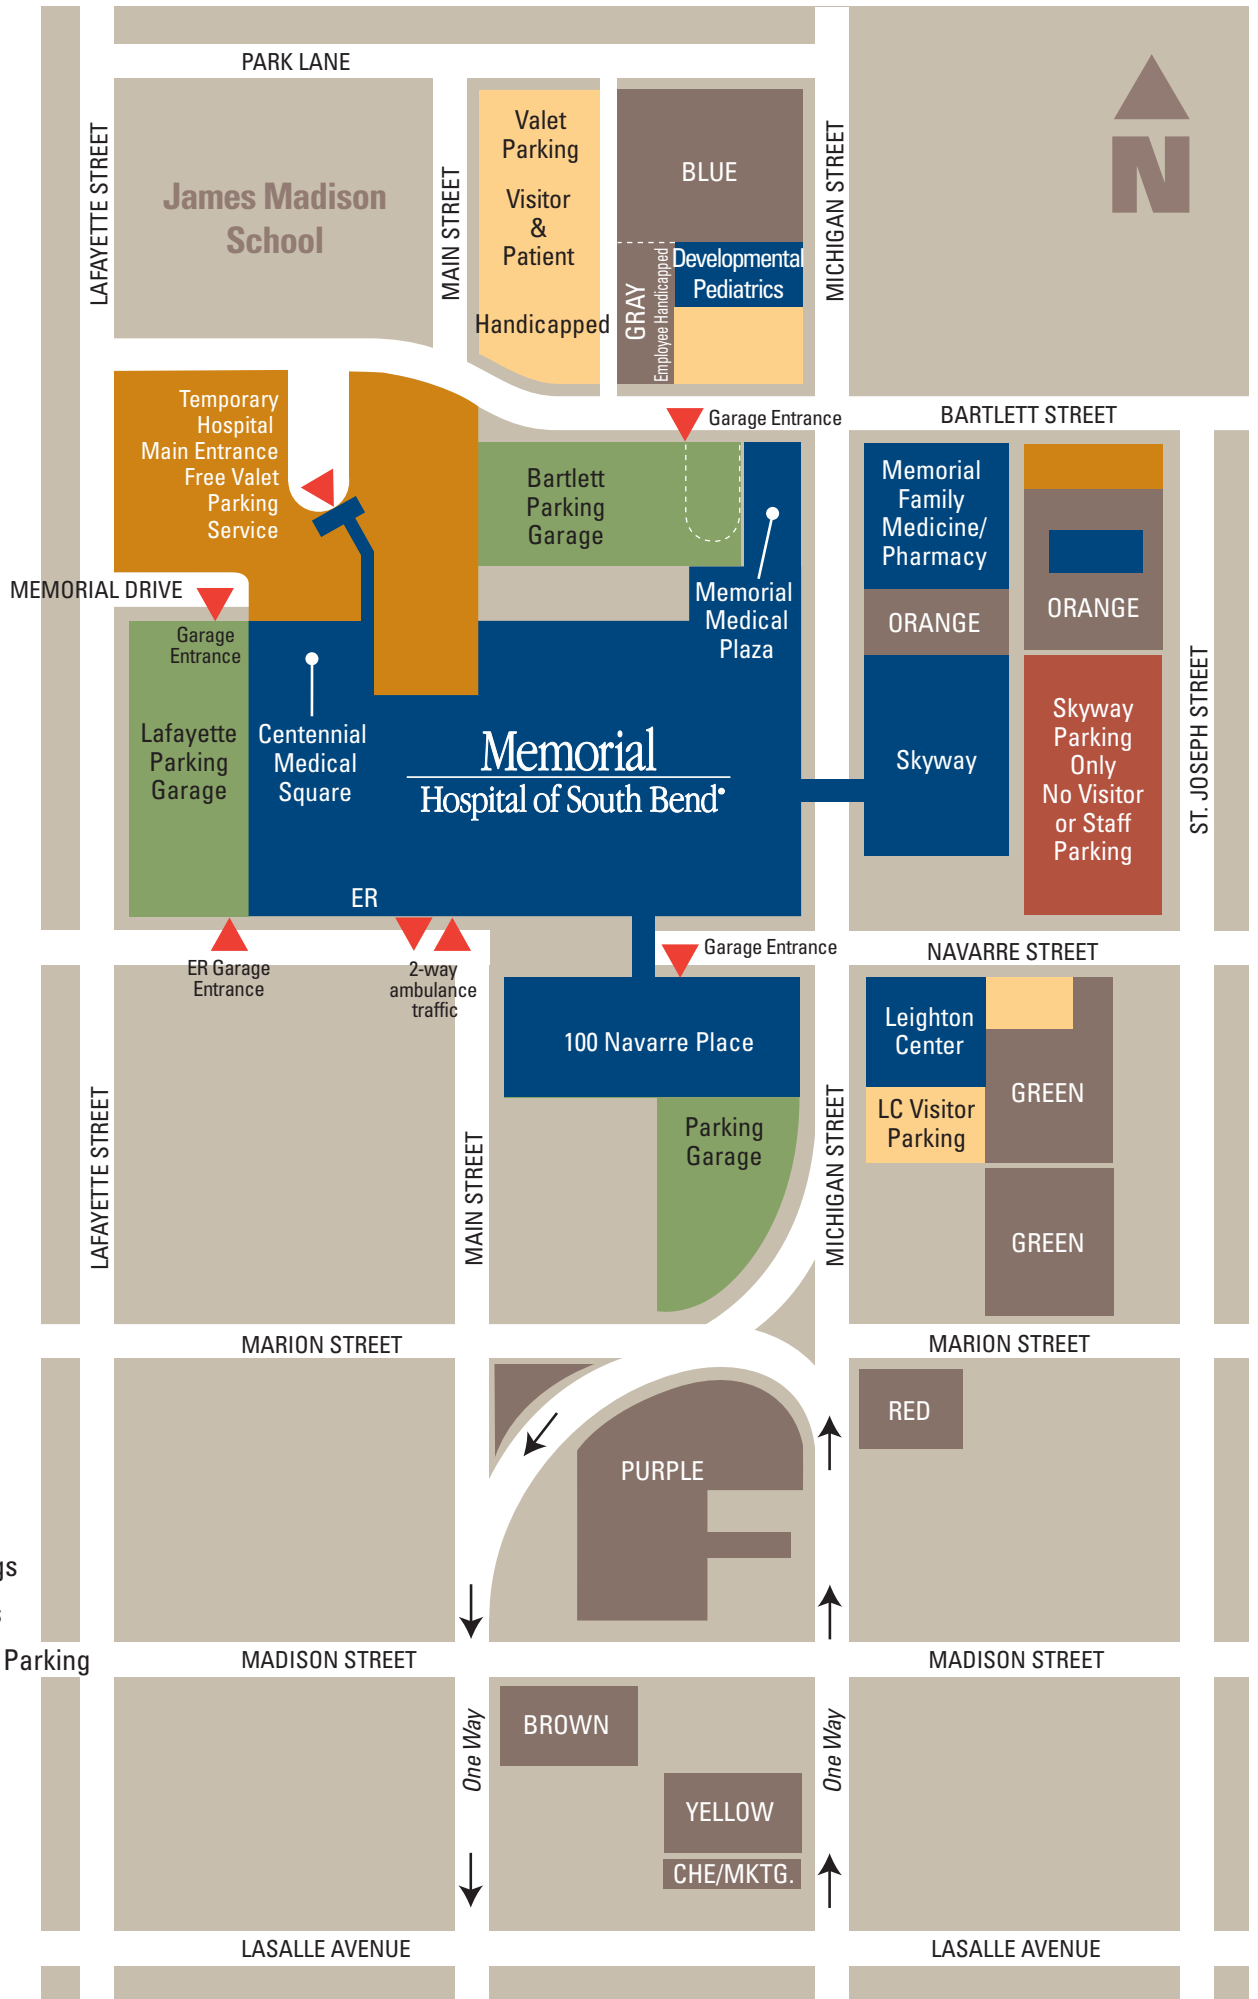 PARK LANE
LAFAYETTE STREET
James Madison
School
MAIN STREET
Valet
Parking
Visitor
&
Patient
Handicapped
BLUE
GRAY
Employee Handicapped
Developmental
Pediatrics
MICHIGAN STREET
N
BARTLETT STREET
Garage Entrance
Temporary
Hospital
Main Entrance
Free Valet
Parking
Service
Bartlett
Parking
Garage
Memorial
Medical
Plaza
Memorial
Family
Medicine/
Pharmacy
ORANGE
ORANGE
MEMORIAL DRIVE
Garage
Entrance
Lafayette
Parking
Garage
Centennial
Medical
Square
Memorial
Hospital of South Bend
Skyway
Skyway
Parking
Only
No Visitor
or Staff
Parking
ST. JOSEPH STREET
ER
ER Garage
Entrance
2-way
ambulance
traffic
Garage Entrance
NAVARRE STREET
100 Navarre Place
Leighton
Center
LC Visitor
Parking
GREEN
GREEN
Parking
Garage
LAFAYETTE STREET
MAIN STREET
MICHIGAN STREET
MARION STREET
MARION STREET
RED
PURPLE
gs
s
Parking
MADISON STREET
MADISON STREET
One Way
BROWN
One Way
YELLOW
CHE/MKTG.
LASALLE AVENUE
LASALLE AVENUE